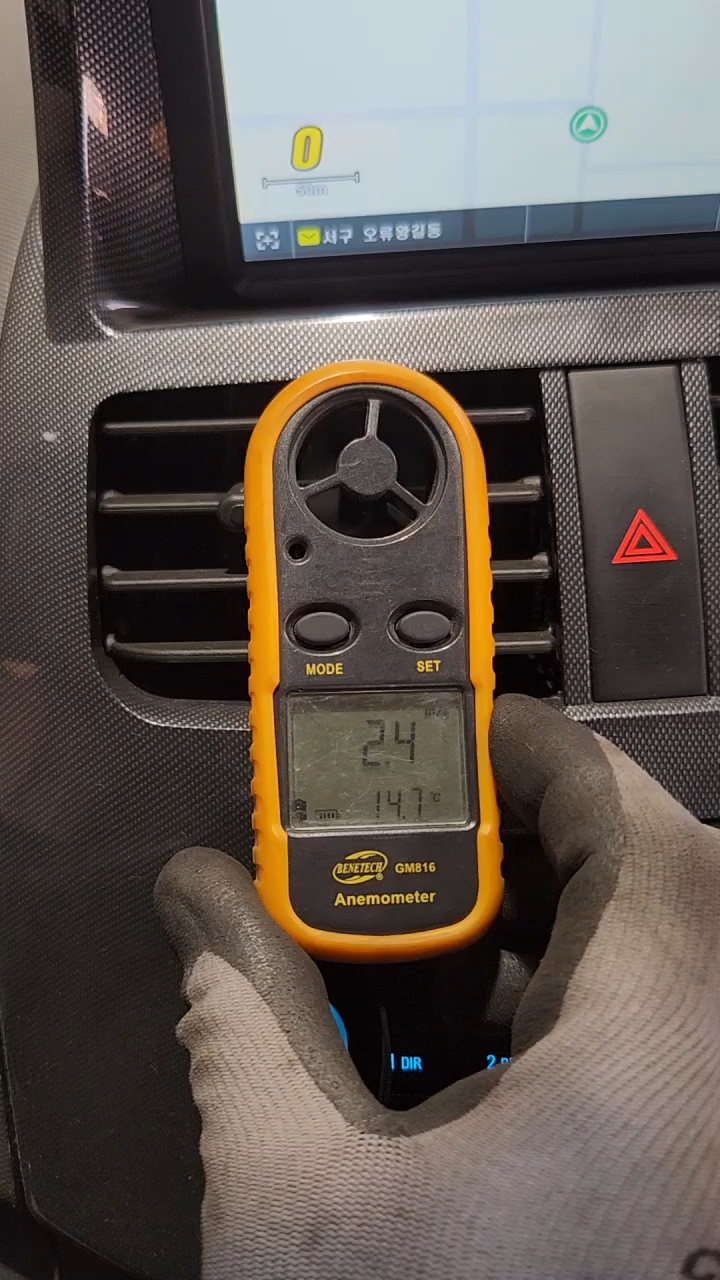 0
50m
서구 오류왕길동
MODE SET
m/s
2.4
14.7 °C
BENETECH® GM816
Anemometer
1 DIR